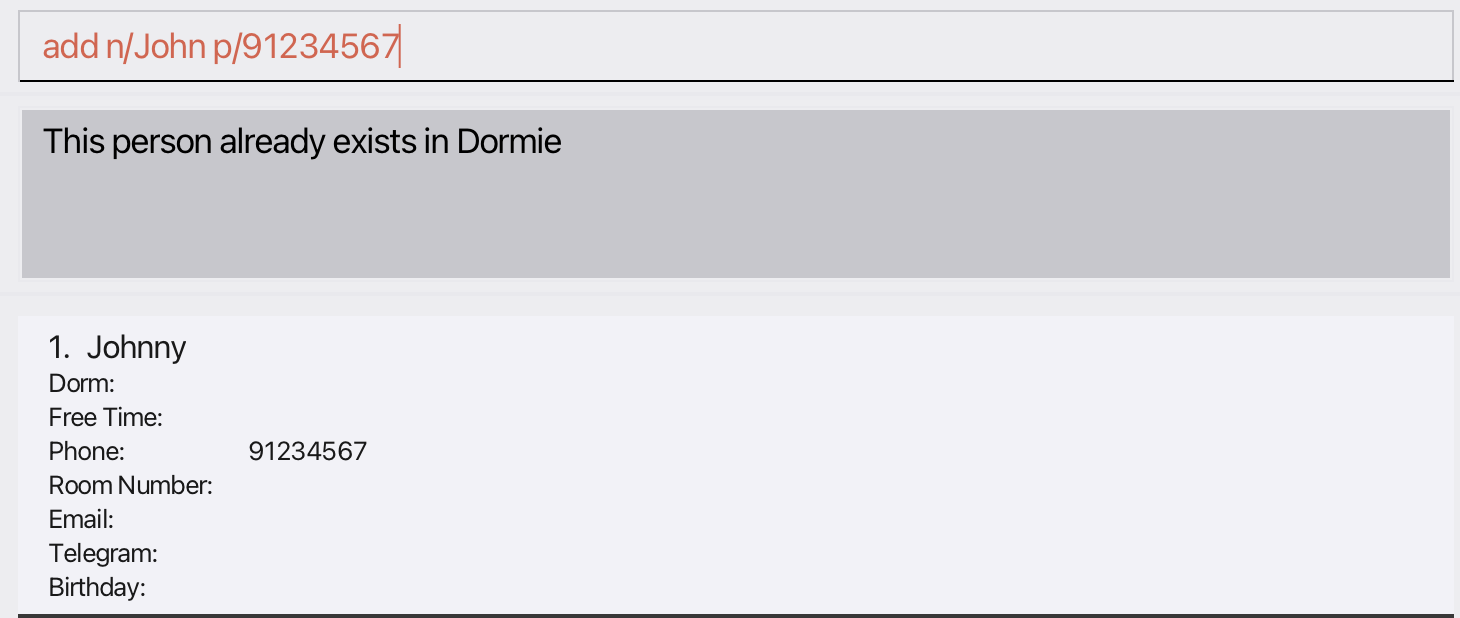 add n/John p/91234567
This person already exists in Dormie
1. Johnny
Dorm:
Free Time:
Phone: 91234567
Room Number:
Email:
Telegram:
Birthday: